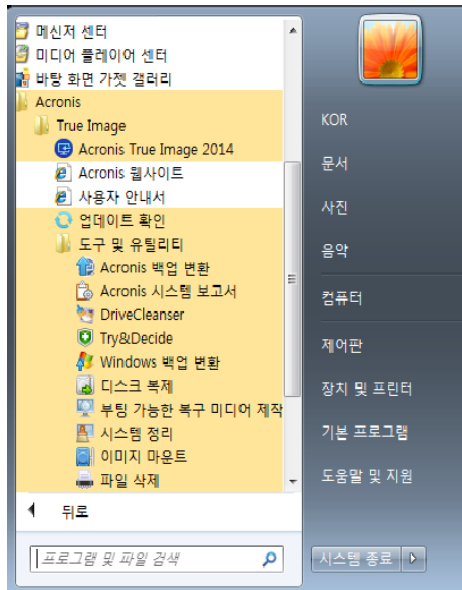 메신저 센터
미디어 플레이어 센터
바탕 화면 가젯 갤러리
Acronis
True Image
Acronis True Image 2014
Acronis 웹사이트
사용자 안내서
업데이트 확인
도구 및 유틸리티
Acronis 백업 변환
Acronis 시스템 보고서
DriveCleanser
Try&Decide
Windows 백업 변환
디스크 복제
부팅 가능한 복구 미디어 제작
시스템 정리
이미지 마운트
파일 삭제
뒤로
프로그램 및 파일 검색
KOR
문서
사진
음악
컴퓨터
제어판
장치 및 프린터
기본 프로그램
도움말 및 지원
시스템 종료